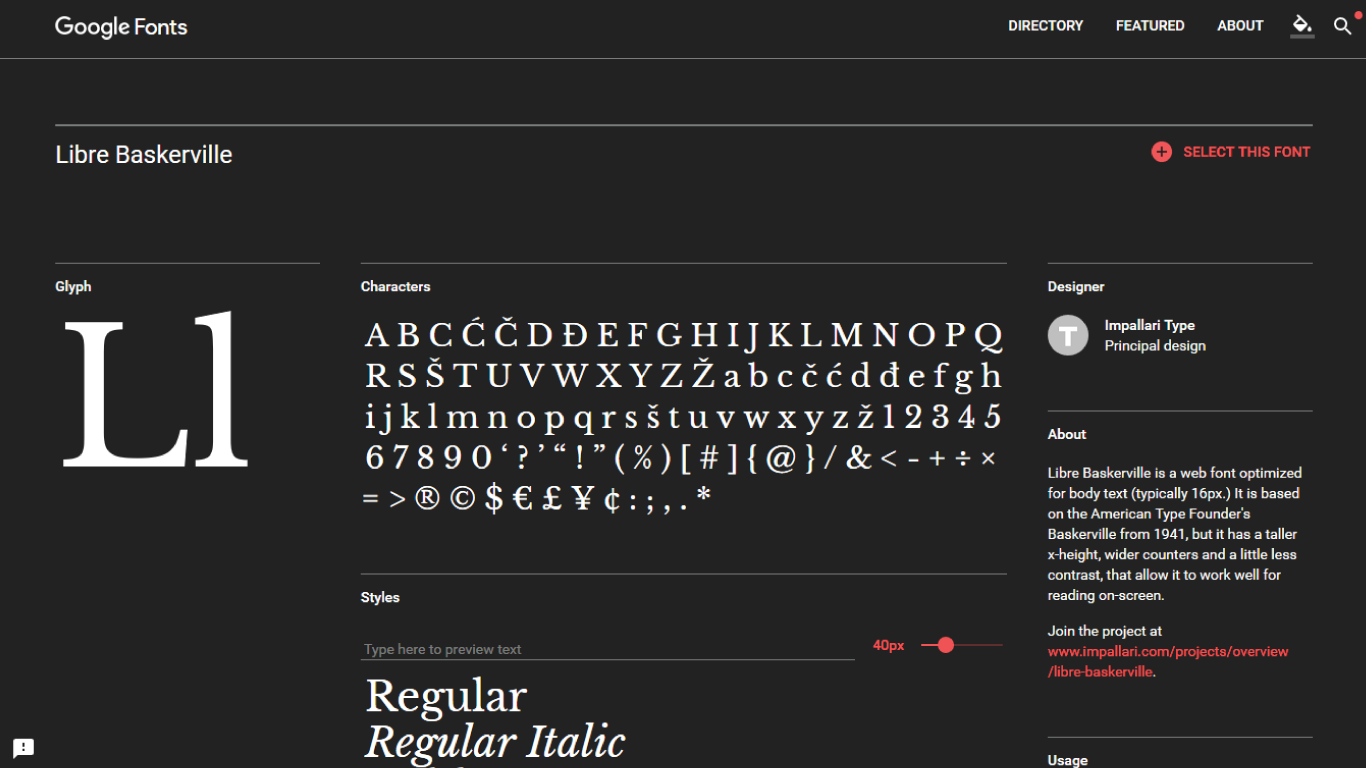 Google Fonts
DIRECTORY
FEATURED
ABOUT
Libre Baskerville
SELECT THIS FONT
Glyph
Ll
Characters
A B C Ć Č D Đ E F G H I J K L M N O P Q
R S Š T U V W X Y Z Ž a b c č ć d đ e f g h
i j k l m n o p q r s š t u v w x y z ž 1 2 3 4 5
6 7 8 9 0 ‘ ? ’ “ ! ” ( % ) [ # ] { @ } / & < - + ÷ ×
= > ® © $ € £ ¥ ¢ : ; , . *
Styles
Type here to preview text
40px
Regular
Regular Italic
Designer
T
Impallari Type
Principal design
About
Libre Baskerville is a web font optimized
for body text (typically 16px.) It is based
on the American Type Founder's
Baskerville from 1941, but it has a taller
x-height, wider counters and a little less
contrast, that allow it to work well for
reading on-screen.
Join the project at
www.impallari.com/projects/overview
/libre-baskerville.
Usage